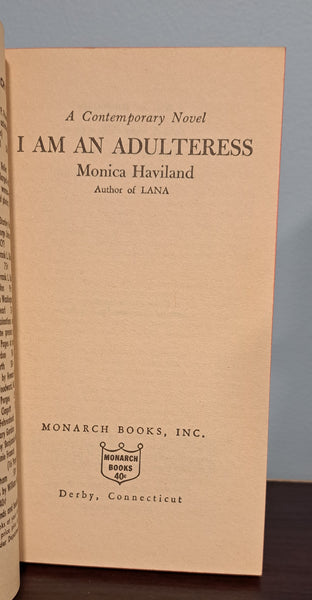 A Contemporary Novel
I AM AN ADULTERESS
Monica Haviland
Author of LANA
MONARCH BOOKS, INC.
MONARCH
BOOKS
40¢
Derby, Connecticut